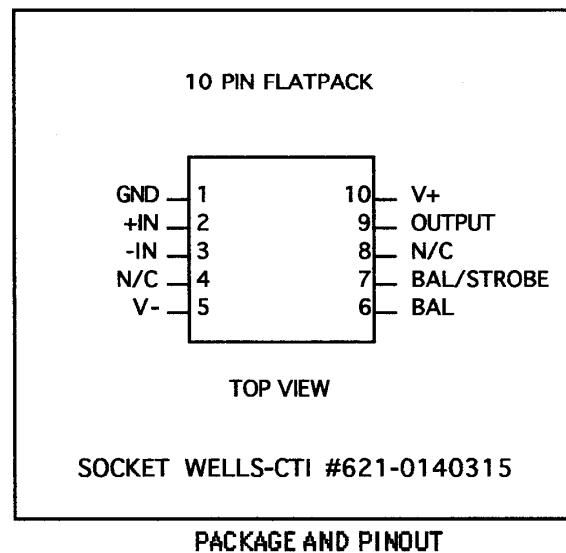 10 PIN FLATPACK
GND 1 10 V+
+IN 2 9 OUTPUT
-IN 3 8 N/C
N/C 4 7 BAL/STROBE
V- 5 6 BAL
TOP VIEW
SOCKET WELLS-CTI #621-0140315
PACKAGE AND PINOUT